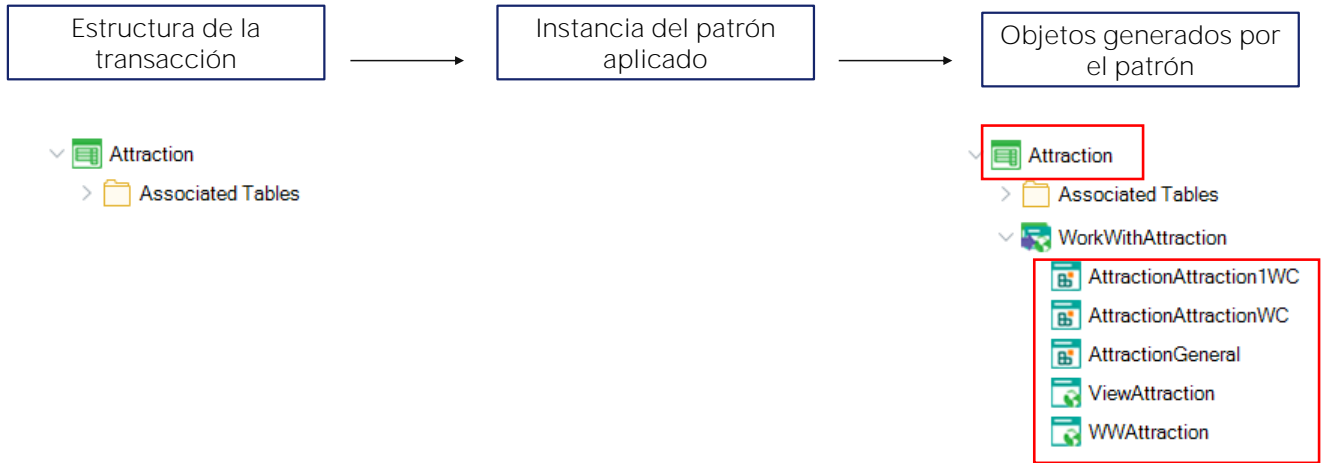 Estructura de la
transacción
Instancia del patrón
aplicado
Objetos generados por
el patrón
Attraction
Associated Tables
Attraction
Associated Tables
WorkWithAttraction
AttractionAttraction1WC
AttractionAttractionWC
AttractionGeneral
ViewAttraction
WWAttraction